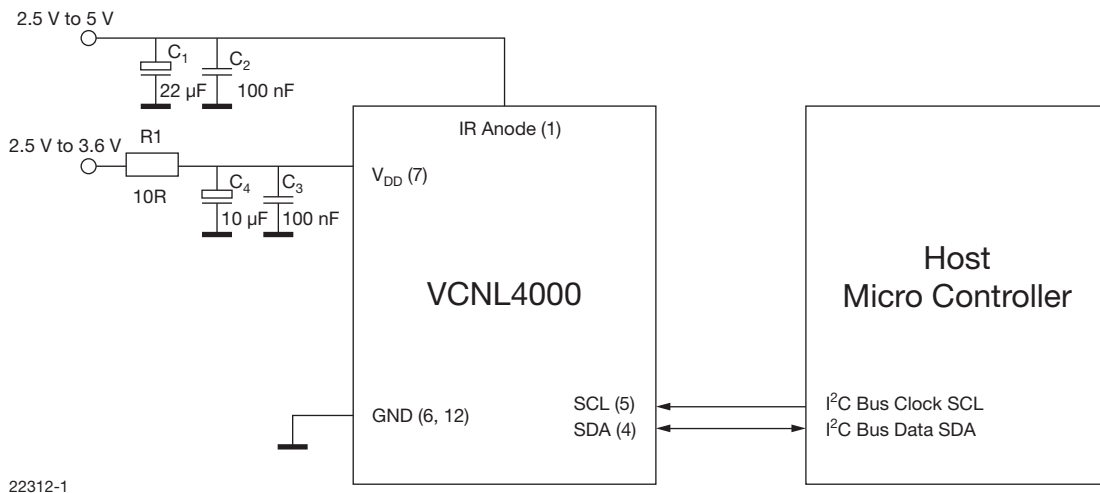 2.5 V to 5 V
C1
C2
22 µF
100 nF
IR Anode (1)
R1
2.5 V to 3.6 V
10R
VDD (7)
C4
C3
10 µF
100 nF
VCNL4000
Host
Micro Controller
GND (6, 12)
SCL (5)
I2C Bus Clock SCL
SDA (4)
I2C Bus Data SDA
22312-1